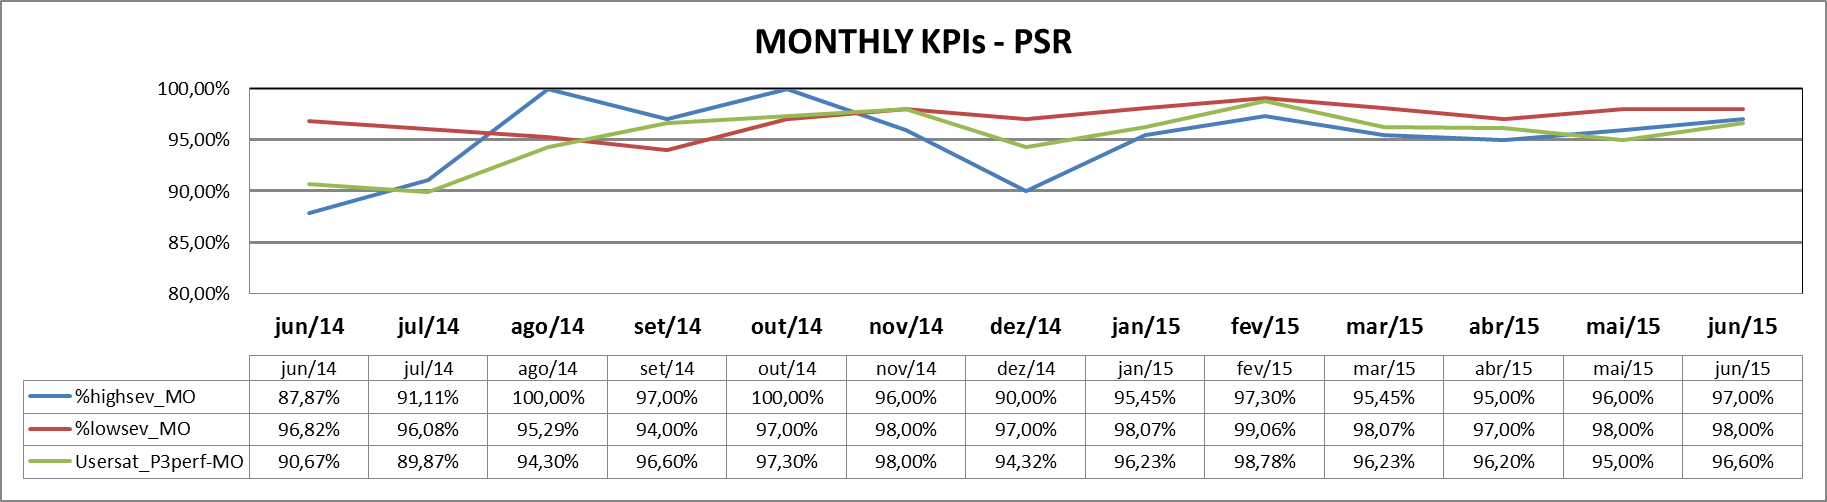 MONTHLY KPIs - PSR
100,00%
95,00%
90,00%
85,00%
80,00%
jun/14 jul/14 ago/14 set/14 out/14 nov/14 dez/14 jan/15 fev/15 mar/15 abr/15 mai/15 jun/15
jun/14 jul/14 ago/14 set/14 out/14 nov/14 dez/14 jan/15 fev/15 mar/15 abr/15 mai/15 jun/15
%highsev_MO 87,87% 91,11% 100,00% 97,00% 100,00% 96,00% 90,00% 95,45% 97,30% 95,45% 95,00% 96,00% 97,00%
%lowsev_MO 96,82% 96,08% 95,29% 94,00% 97,00% 98,00% 97,00% 98,07% 99,06% 98,07% 97,00% 98,00% 98,00%
Usersat_P3perf-MO 90,67% 89,87% 94,30% 96,60% 97,30% 98,00% 94,32% 96,23% 98,78% 96,23% 96,20% 95,00% 96,60%